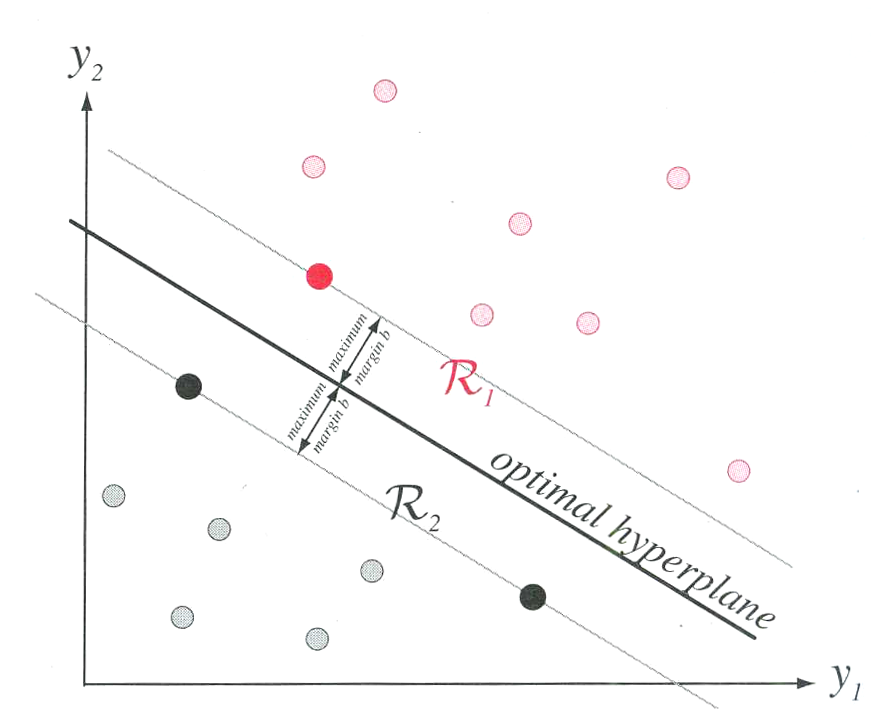 y2
maximum
margin b
R1
maximum
margin b
optimal hyperplane
R2
y1